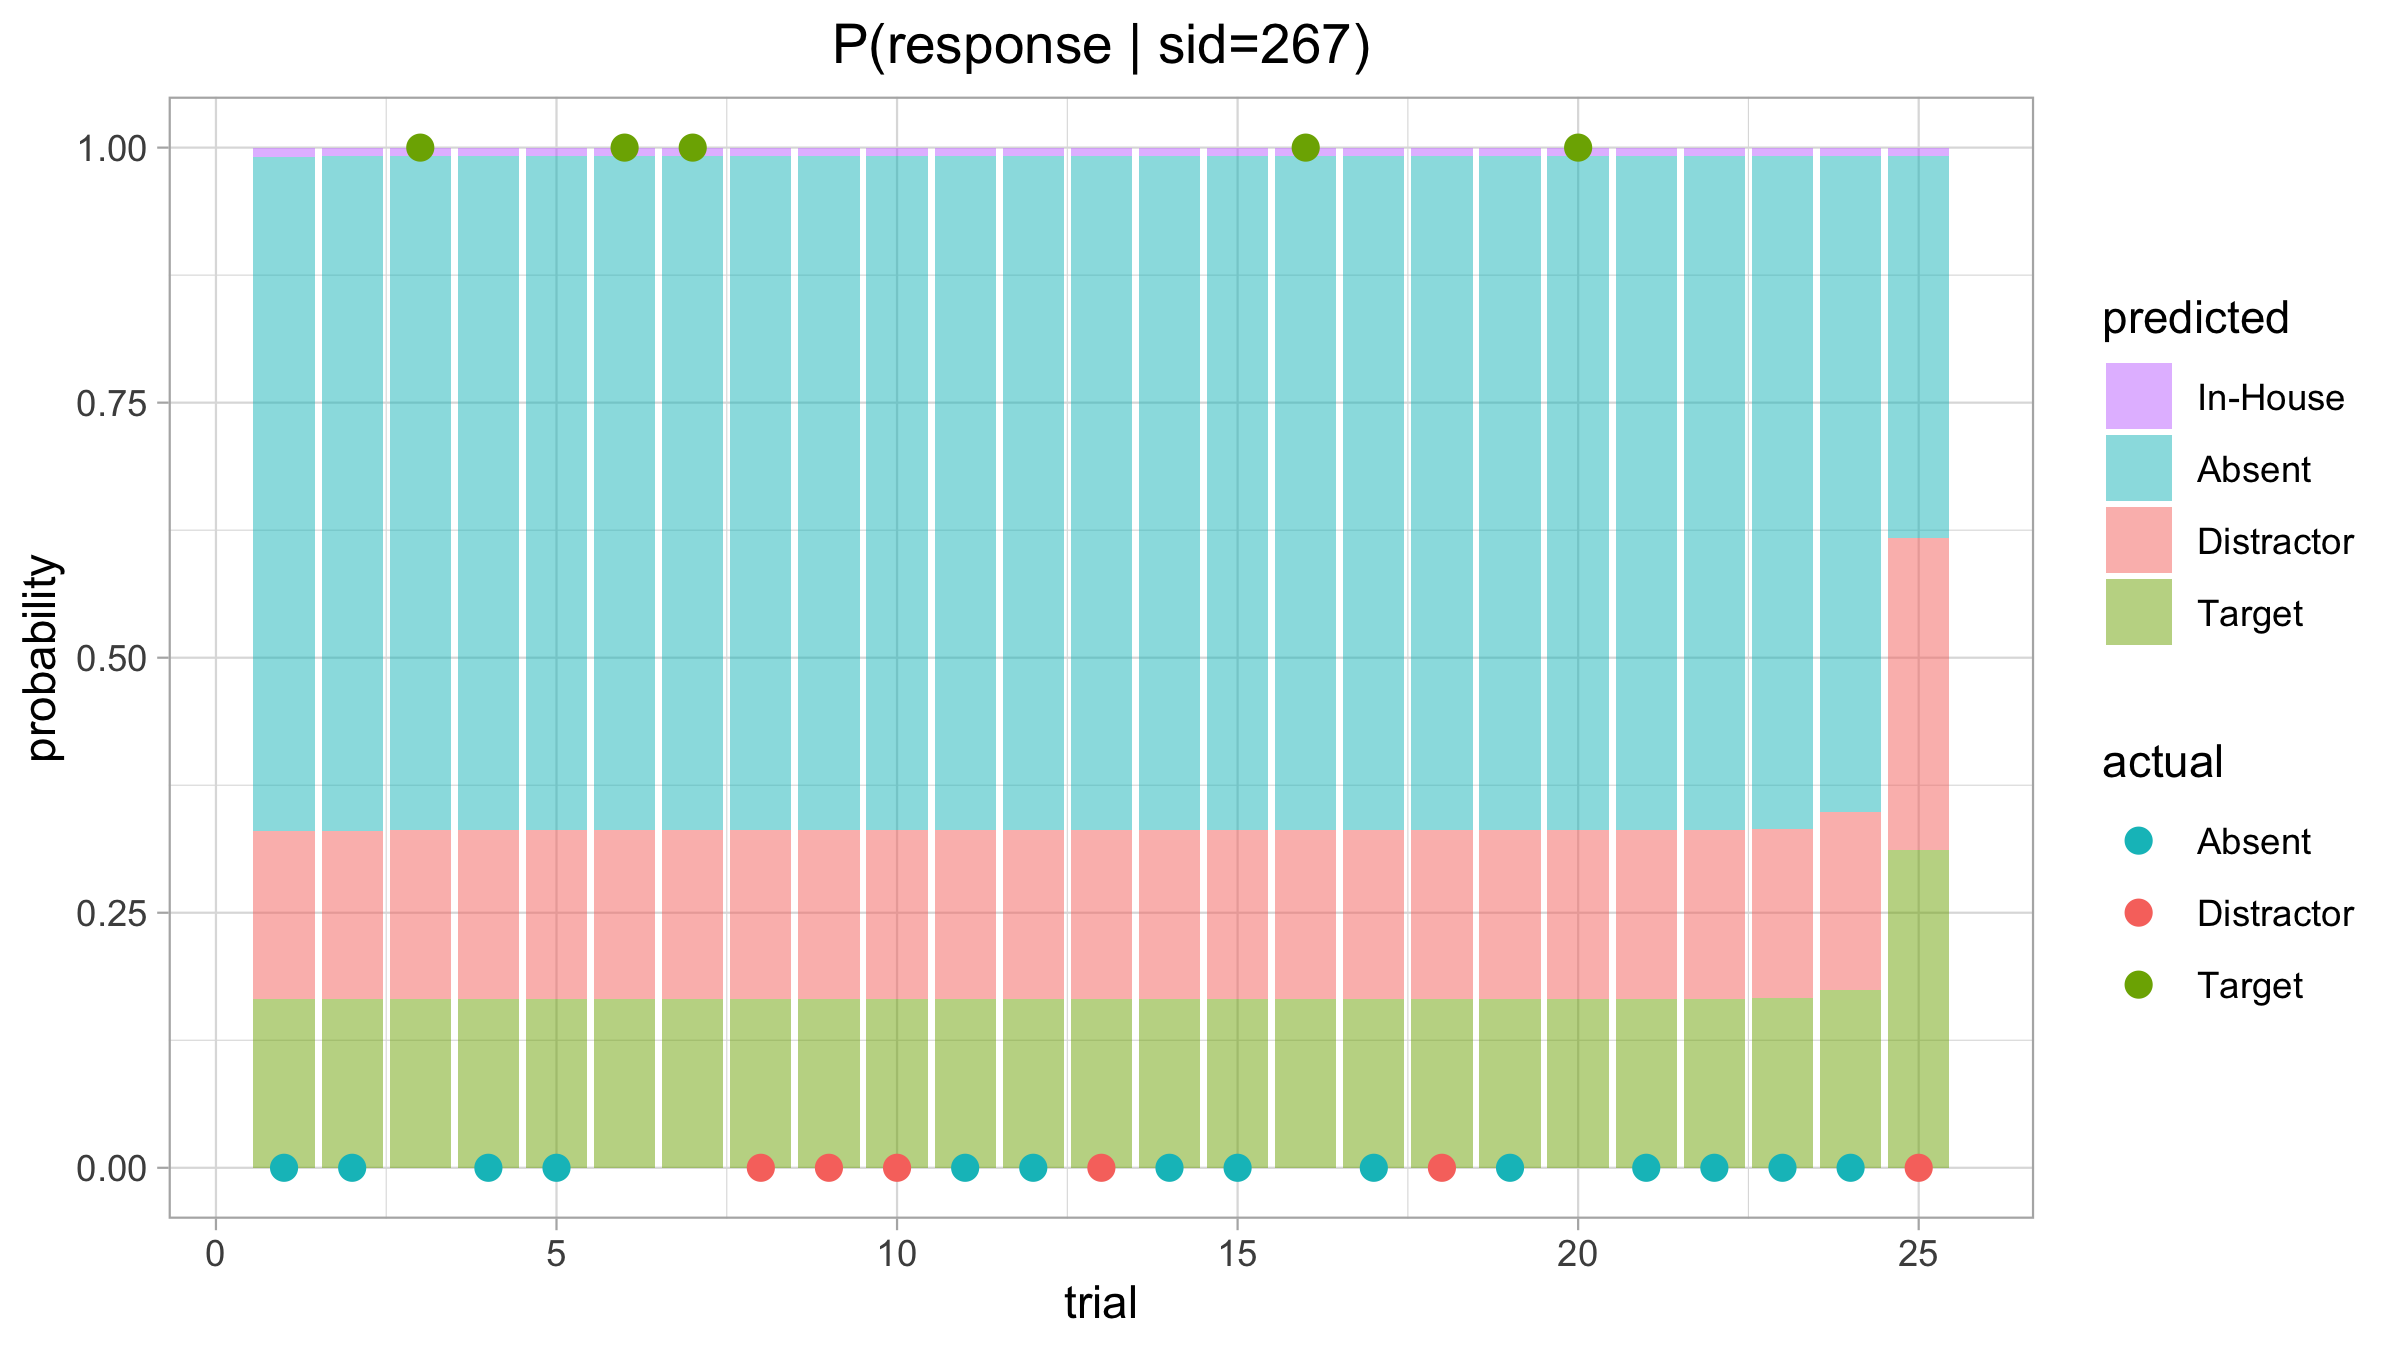 P(response | sid=267)
probability
1.00
0.75
0.50
0.25
0.00
0
5
10
15
20
25
trial
predicted
In-House
Absent
Distractor
Target
actual
Absent
Distractor
Target